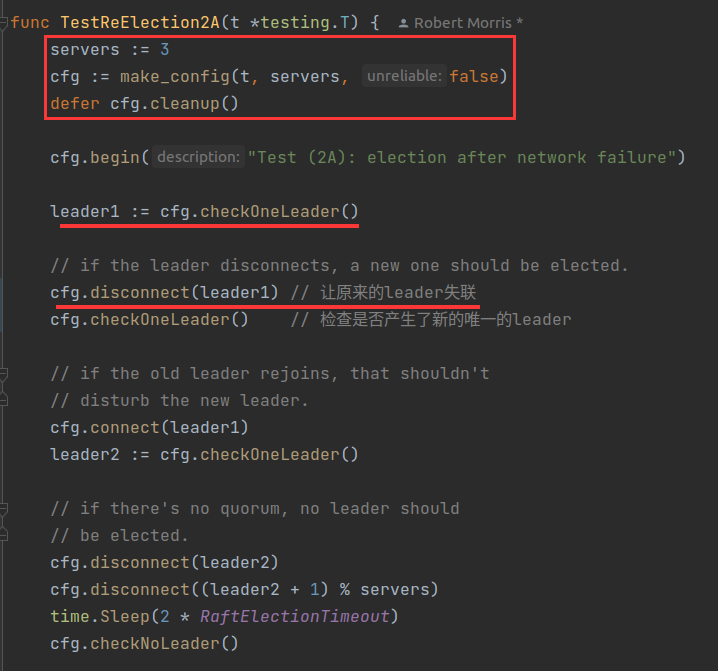 func TestReElection2A(t *testing.T) { Robert Morris *
servers := 3
cfg := make_config(t, servers, unreliable: false)
defer cfg.cleanup()
cfg.begin( description: "Test (2A): election after network failure")
leader1 := cfg.checkOneLeader()
// if the leader disconnects, a new one should be elected.
cfg.disconnect(leader1) // 让原来的leader失联
cfg.checkOneLeader() // 检查是否产生了新的唯一的leader
// if the old leader rejoins, that shouldn't
// disturb the new leader.
cfg.connect(leader1)
leader2 := cfg.checkOneLeader()
// if there's no quorum, no leader should
// be elected.
cfg.disconnect(leader2)
cfg.disconnect((leader2 + 1) % servers)
time.Sleep(2 * RaftElectionTimeout)
cfg.checkNoLeader()